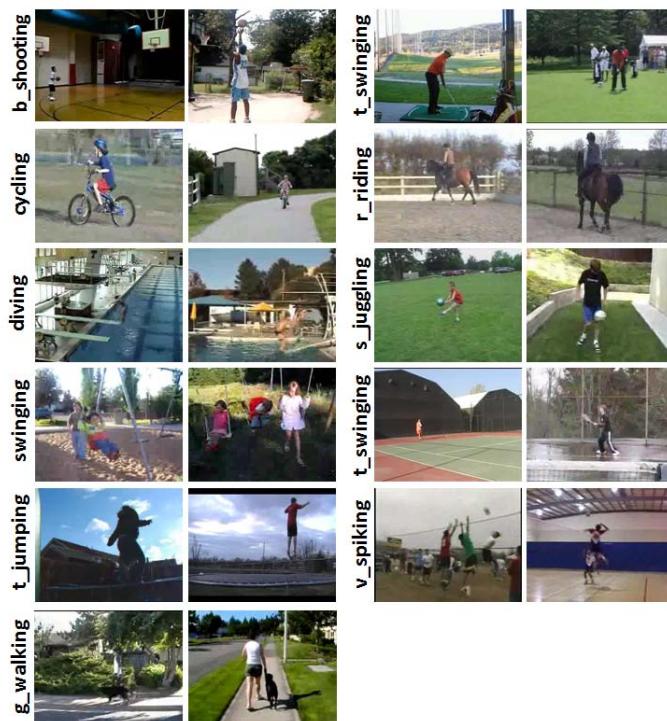 b_shooting
t_swinging
cycling
r_riding
diving
s_juggling
swinging
t_swinging
t_jumping
v_spiking
g_walking